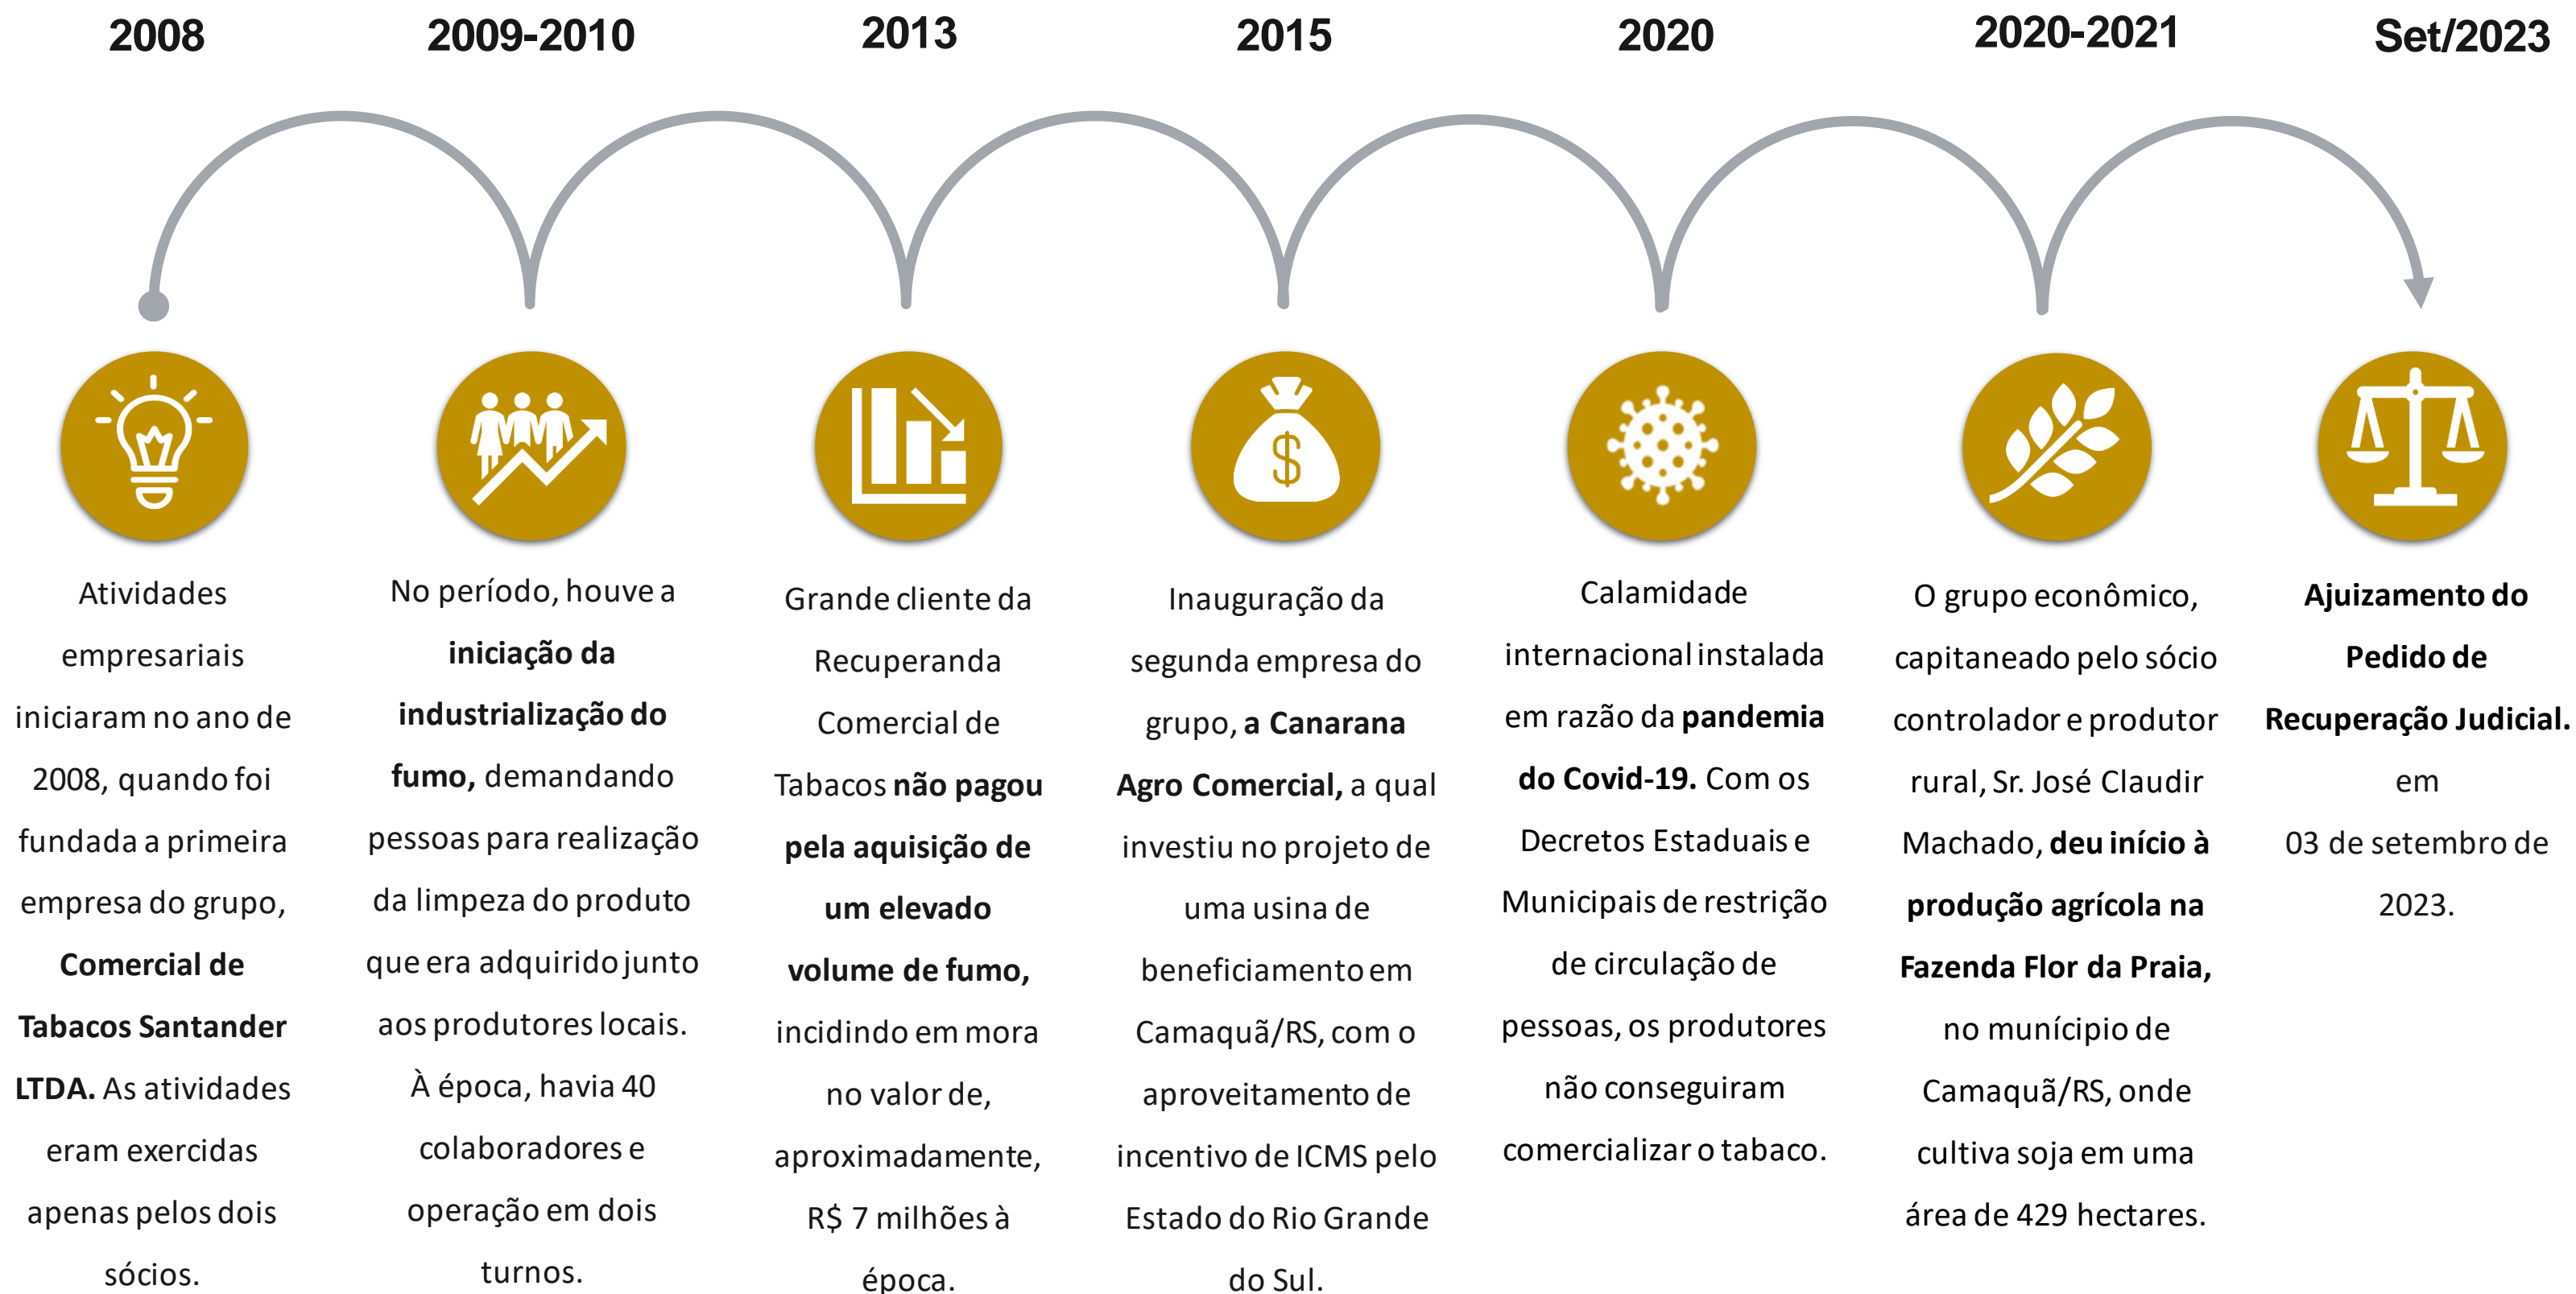 2008
2009-2010
2013
2015
2020
2020-2021
Set/2023
Atividades
empresariais
iniciaram no ano de
2008, quando foi
fundada a primeira
empresa do grupo,
Comercial de
Tabacos Santander
LTDA. As atividades
eram exercidas
apenas pelos dois
sócios.
No período, houve a
iniciação da
industrialização do
fumo, demandando
pessoas para realização
da limpeza do produto
que era adquirido junto
aos produtores locais.
À época, havia 40
colaboradores e
operação em dois
turnos.
Grande cliente da
Recuperanda
Comercial de
Tabacos não pagou
pela aquisição de
um elevado
volume de fumo,
incidindo em mora
no valor de,
aproximadamente,
R$ 7 milhões à
época.
$
Inauguração da
segunda empresa do
grupo, a Canarana
Agro Comercial, a qual
investiu no projeto de
uma usina de
beneficiamento em
Camaquã/RS, com o
aproveitamento de
incentivo de ICMS pelo
Estado do Rio Grande
do Sul.
Calamidade
internacional instalada
em razão da pandemia
do Covid-19. Com os
Decretos Estaduais e
Municipais de restrição
de circulação de
pessoas, os produtores
não conseguiram
comercializar o tabaco.
O grupo econômico,
capitaneado pelo sócio
controlador e produtor
rural, Sr. José Claudir
Machado, deu início à
produção agrícola na
Fazenda Flor da Praia,
no munícipio de
Camaquã/RS, onde
cultiva soja em uma
área de 429 hectares.
Ajuizamento do
Pedido de
Recuperação Judicial.
em
03 de setembro de
2023.